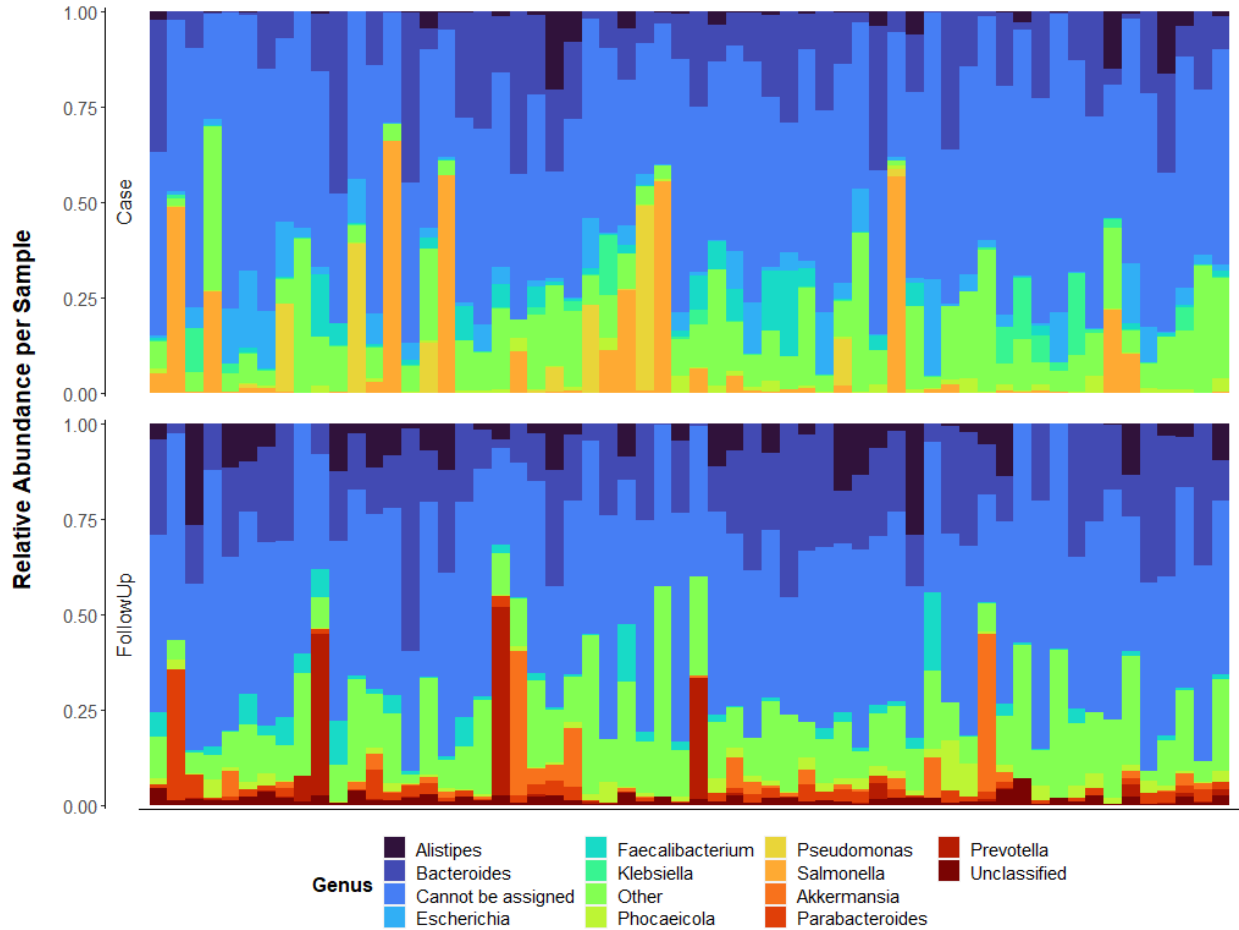 Relative Abundance per Sample
Case
1.00
0.75
0.50
0.25
0.00
FollowUp
1.00
0.75
0.50
0.25
0.00
Genus
Alistipes
Bacteroides
Cannot be assigned
Escherichia
Faecalibacterium
Klebsiella
Other
Phocaeicola
Pseudomonas
Salmonella
Akkermansia
Parabacteroides
Prevotella
Unclassified